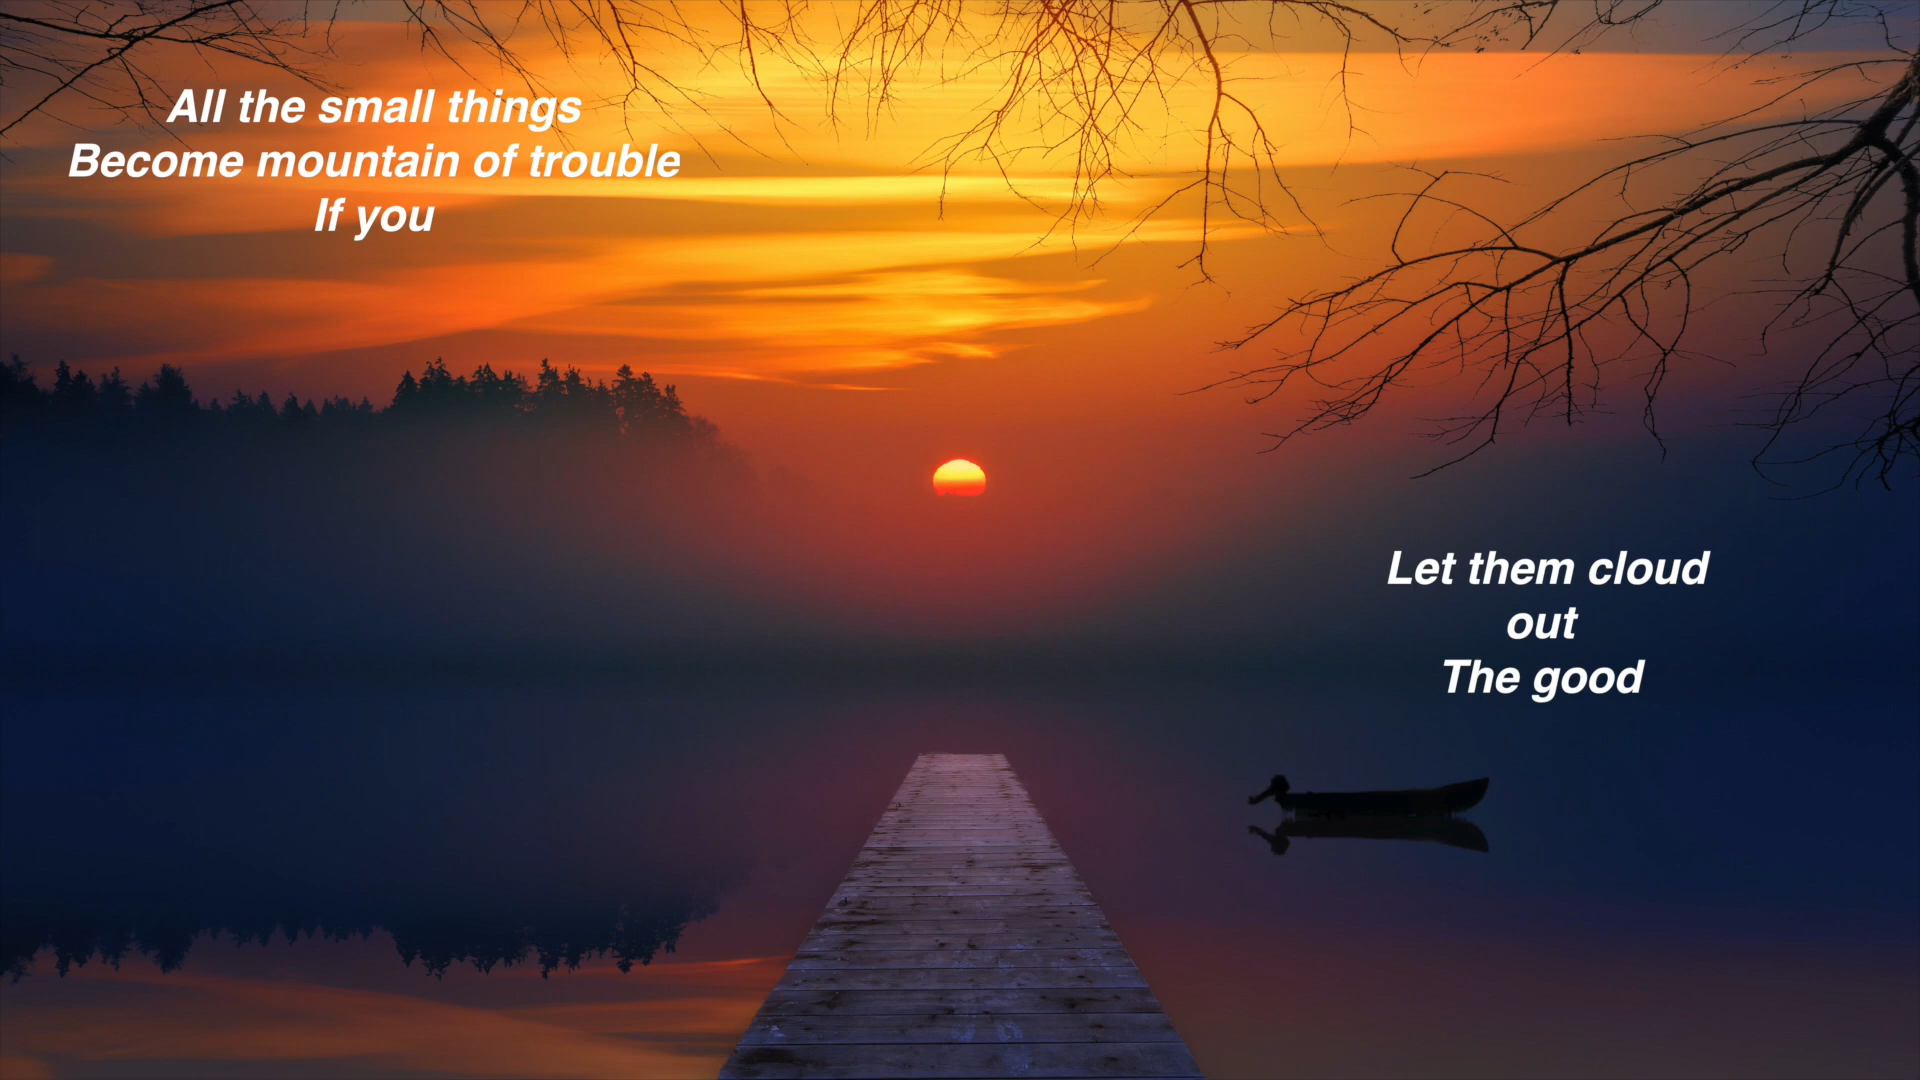 All the small things
Become mountain of trouble
If you
Let them cloud
out
The good